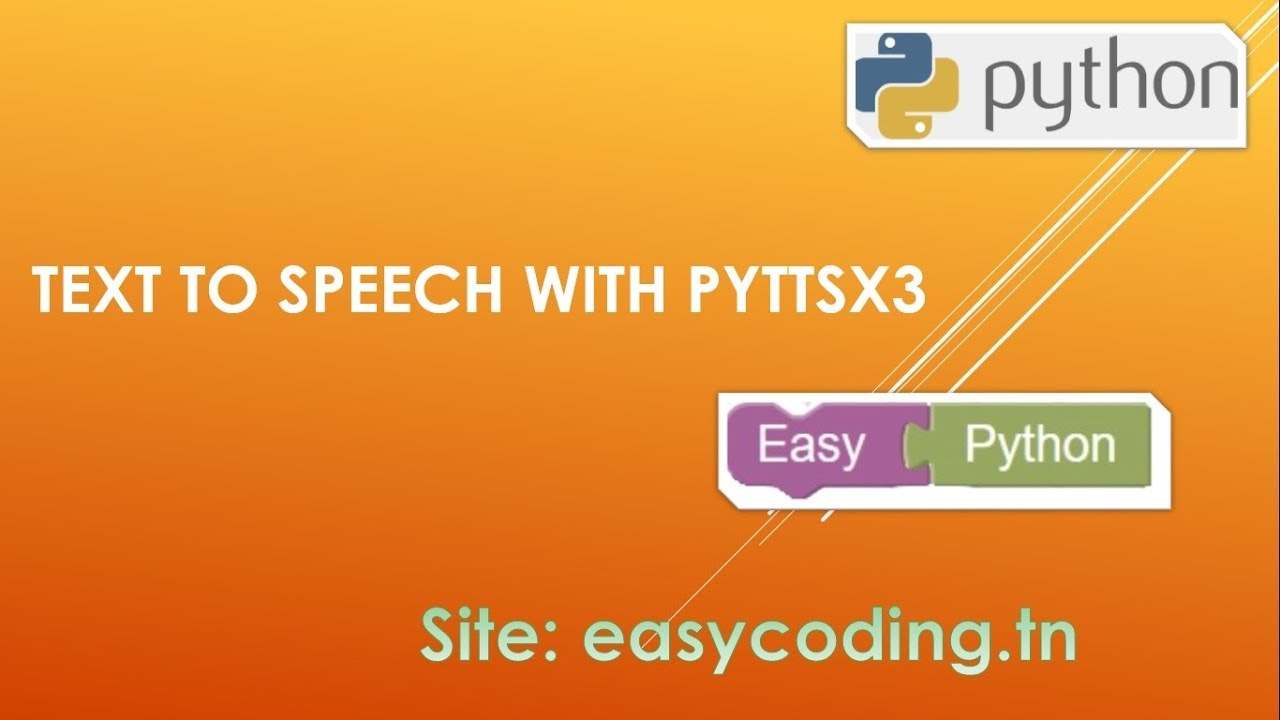 python
TEXT TO SPEECH WITH PYTTSX3
Easy Python
Site: easycoding.tn